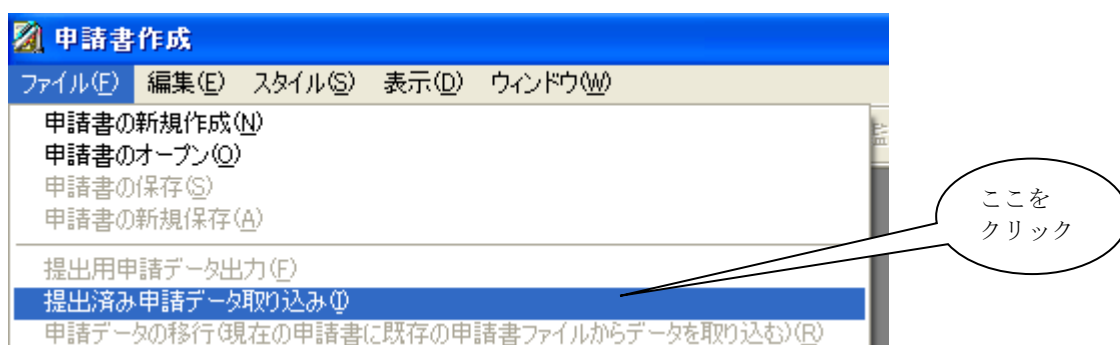 申請書作成
ファイル(F) 編集(E) スタイル(S) 表示(D) ウィンドウ(W)
申請書の新規作成(N)
申請書のオープン(O)
監
申請書の保存(S)
申請書の新規保存(A)
ここを
クリック
提出用申請データ出力(E)
提出済み申請データ取り込み(I)
申請データの移行(現在の申請書に既存の申請書ファイルからデータを取り込む)(R)